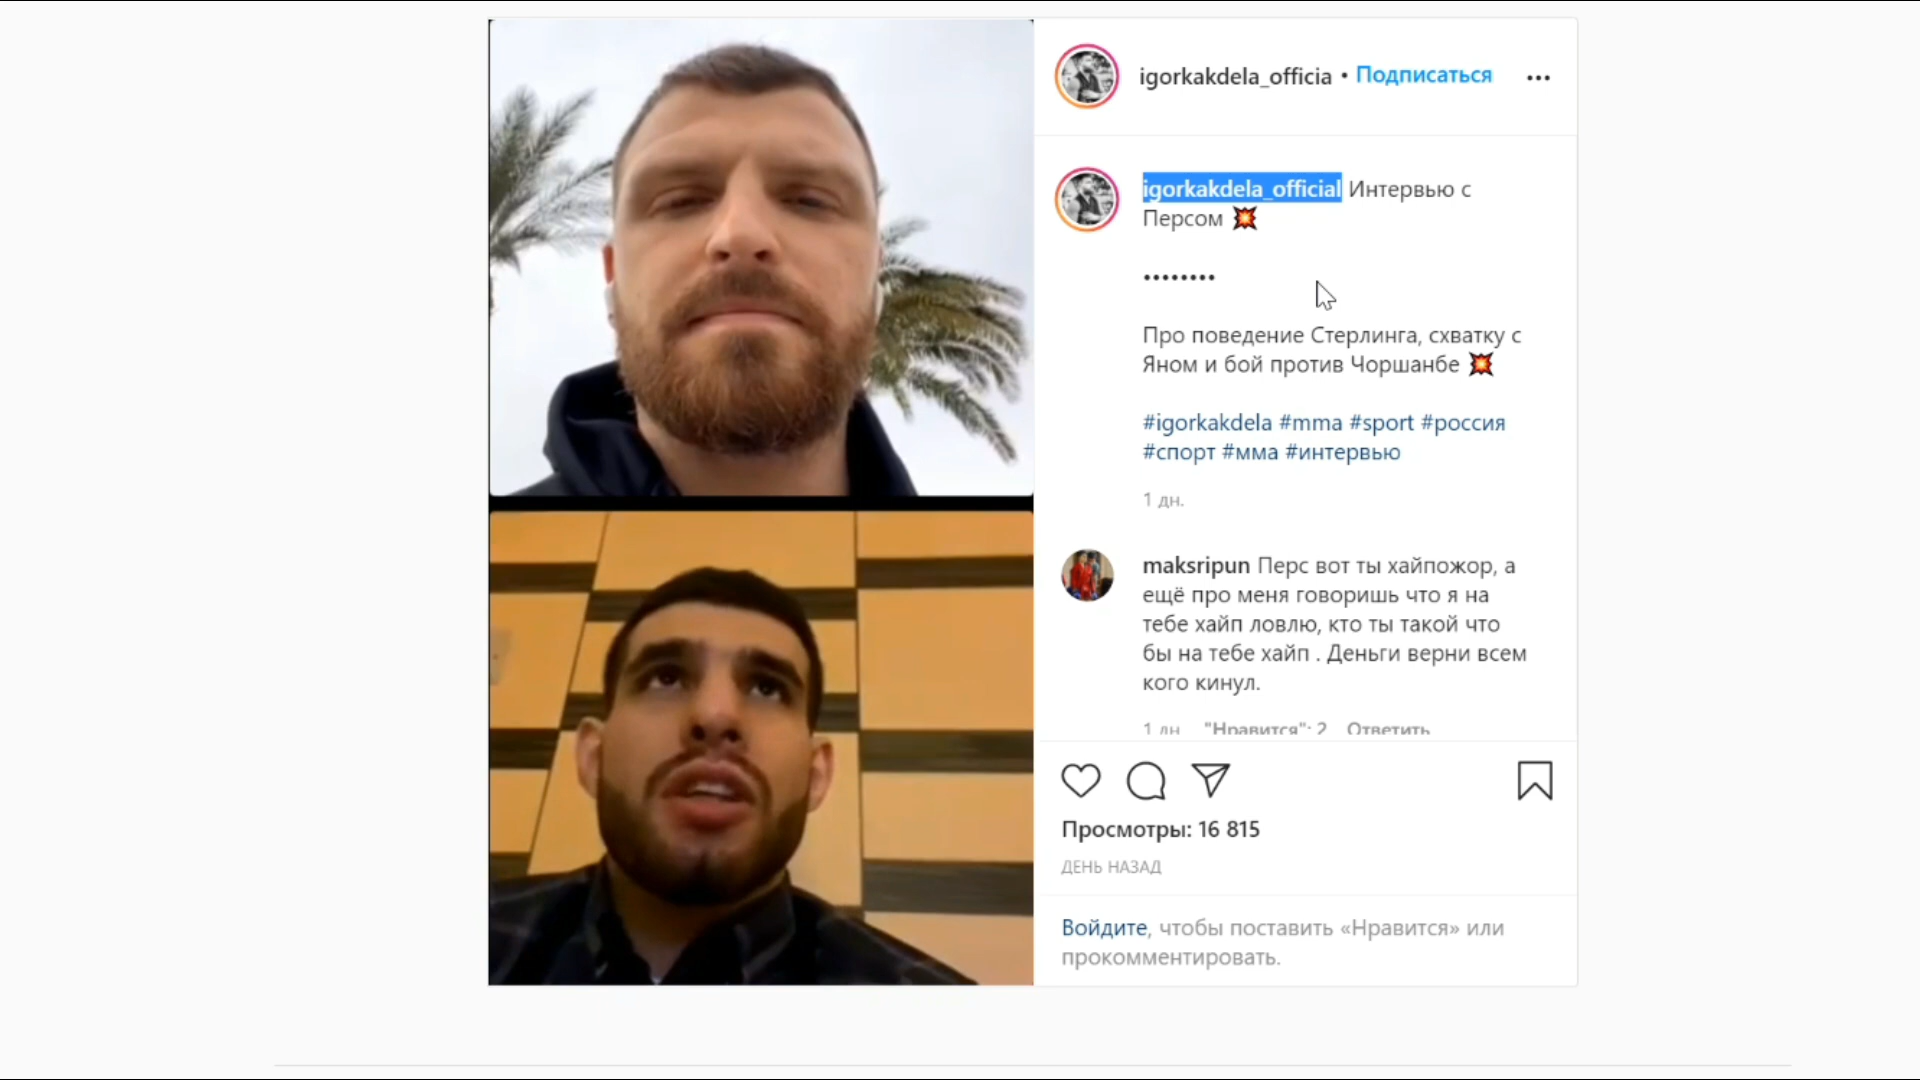 igorkakdela_officia • Подписаться
igorkakdela_official Интервью с
Персом
••••••••
Про поведение Стерлинга, схватку с
Яном и бой против Чоршанбе
#igorkakdela #mma #sport #россия
#спорт #мма #интервью
1 дн.
maksripun Перс вот ты хайпожор, а
ещё про меня говоришь что я на
тебе хайп ловлю, кто ты такой что
бы на тебе хайп . Деньги верни всем
кого кинул.
1 дн. "Нравится": 2 Ответить
Просмотры: 16 815
ДЕНЬ НАЗАД
Войдите, чтобы поставить «Нравится» или
прокомментировать.